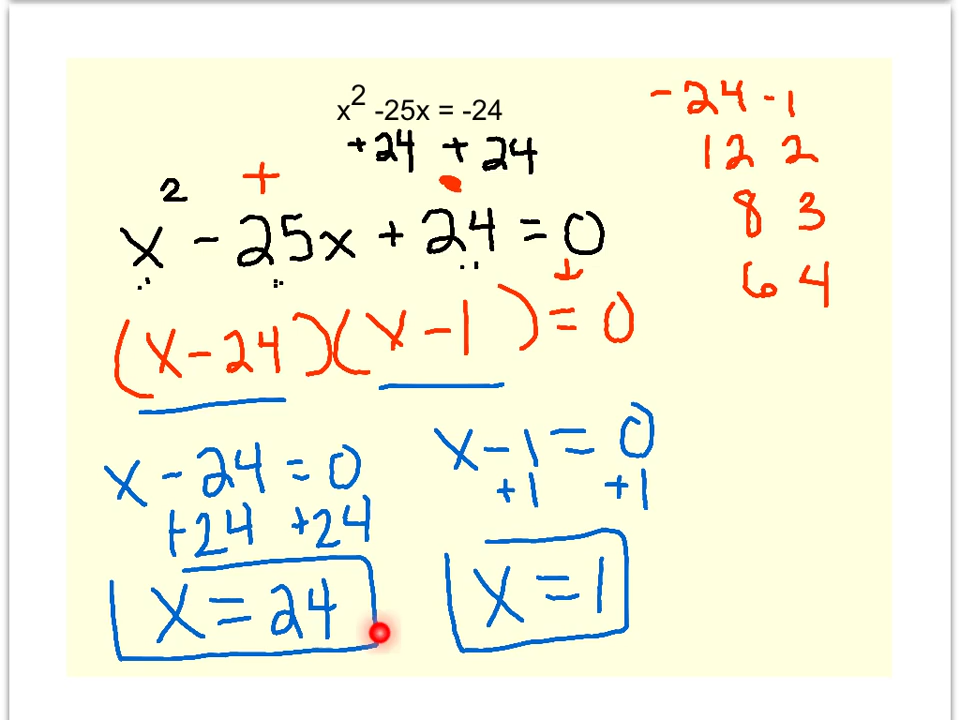 x² -25x = -24
+24 + 24
+
x² - 25x + 24 = 0
(x - 24)(x - 1) = 0
x - 24 = 0
+24 +24
x = 24
x - 1 = 0
+1 +1
x = 1
- 24 - 1
12 2
8 3
6 4